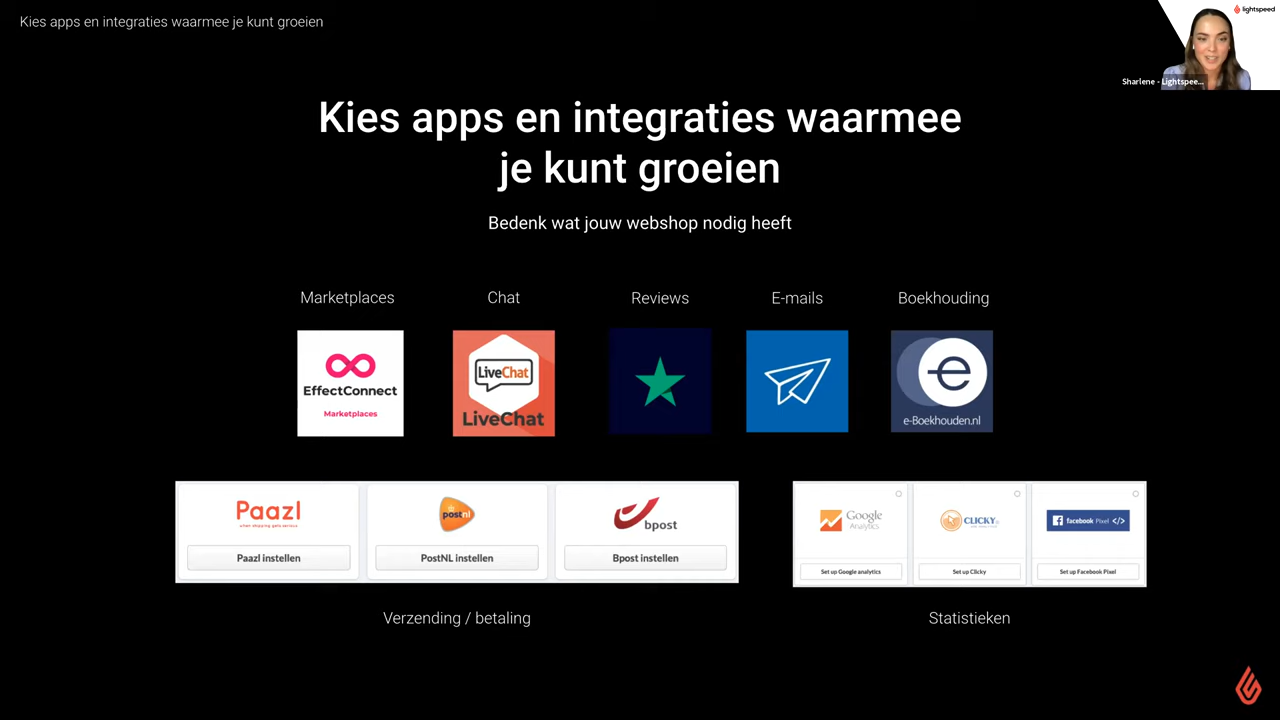 Kies apps en integraties waarmee je kunt groeien
lightspeed
Sharlene - Lightspee...
Kies apps en integraties waarmee
je kunt groeien
Bedenk wat jouw webshop nodig heeft
Marketplaces
Chat
Reviews
E-mails
Boekhouding
EffectConnect
Marketplaces
LiveChat
LiveChat
e
e-Boekhouden.nl
Paazl
postnl
bpost
Paazl instellen
PostNL instellen
Bpost instellen
Google
Analytics
CLICKY
facebook Pixel </>
Set up Google analytics
Set up Clicky
Set up Facebook Pixel
Verzending / betaling
Statistieken